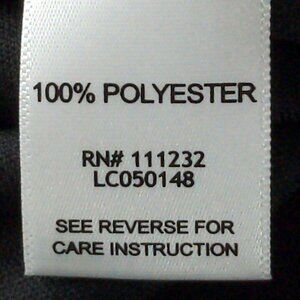 100% POLYESTER
RN# 111232
LC050148
SEE REVERSE FOR
CARE INSTRUCTION